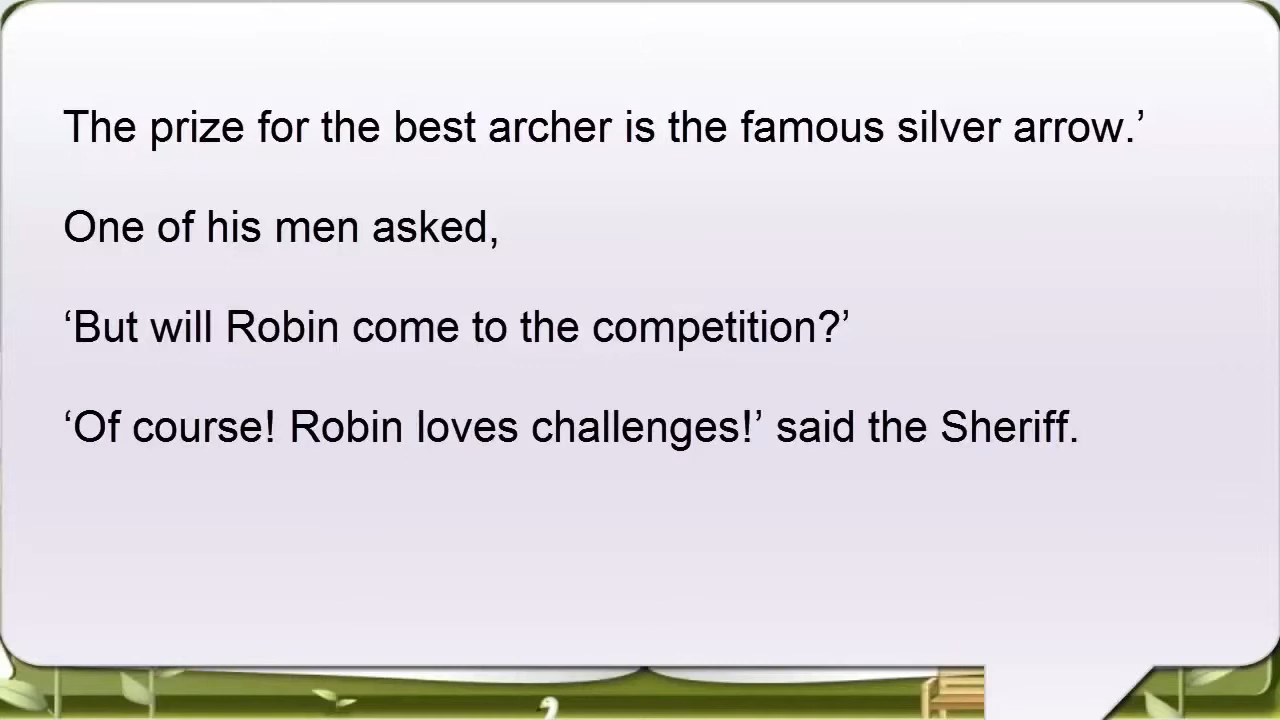 The prize for the best archer is the famous silver arrow.’
One of his men asked,
‘But will Robin come to the competition?’
‘Of course! Robin loves challenges!’ said the Sheriff.